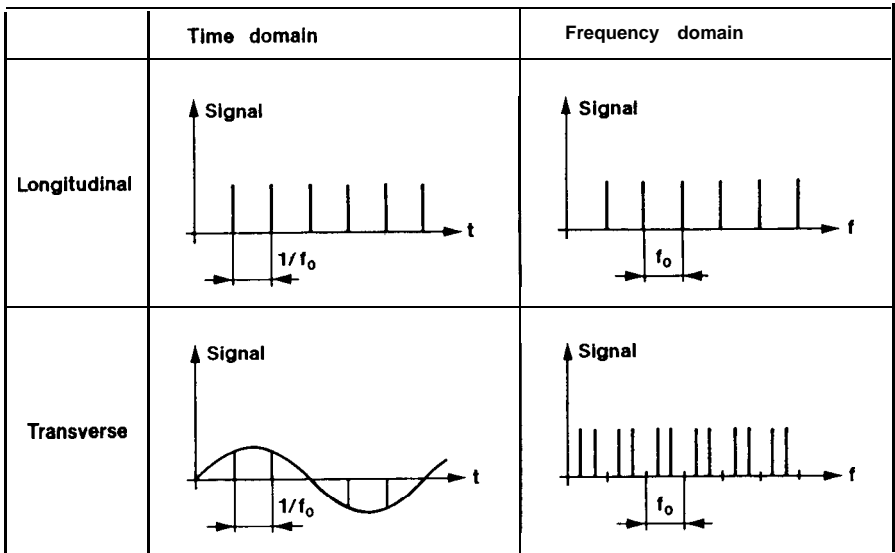 Time domain
Frequency domain
Longitudinal
Signal
t
1/f₀
Signal
f
f₀
Transverse
Signal
t
1/f₀
Signal
f
f₀